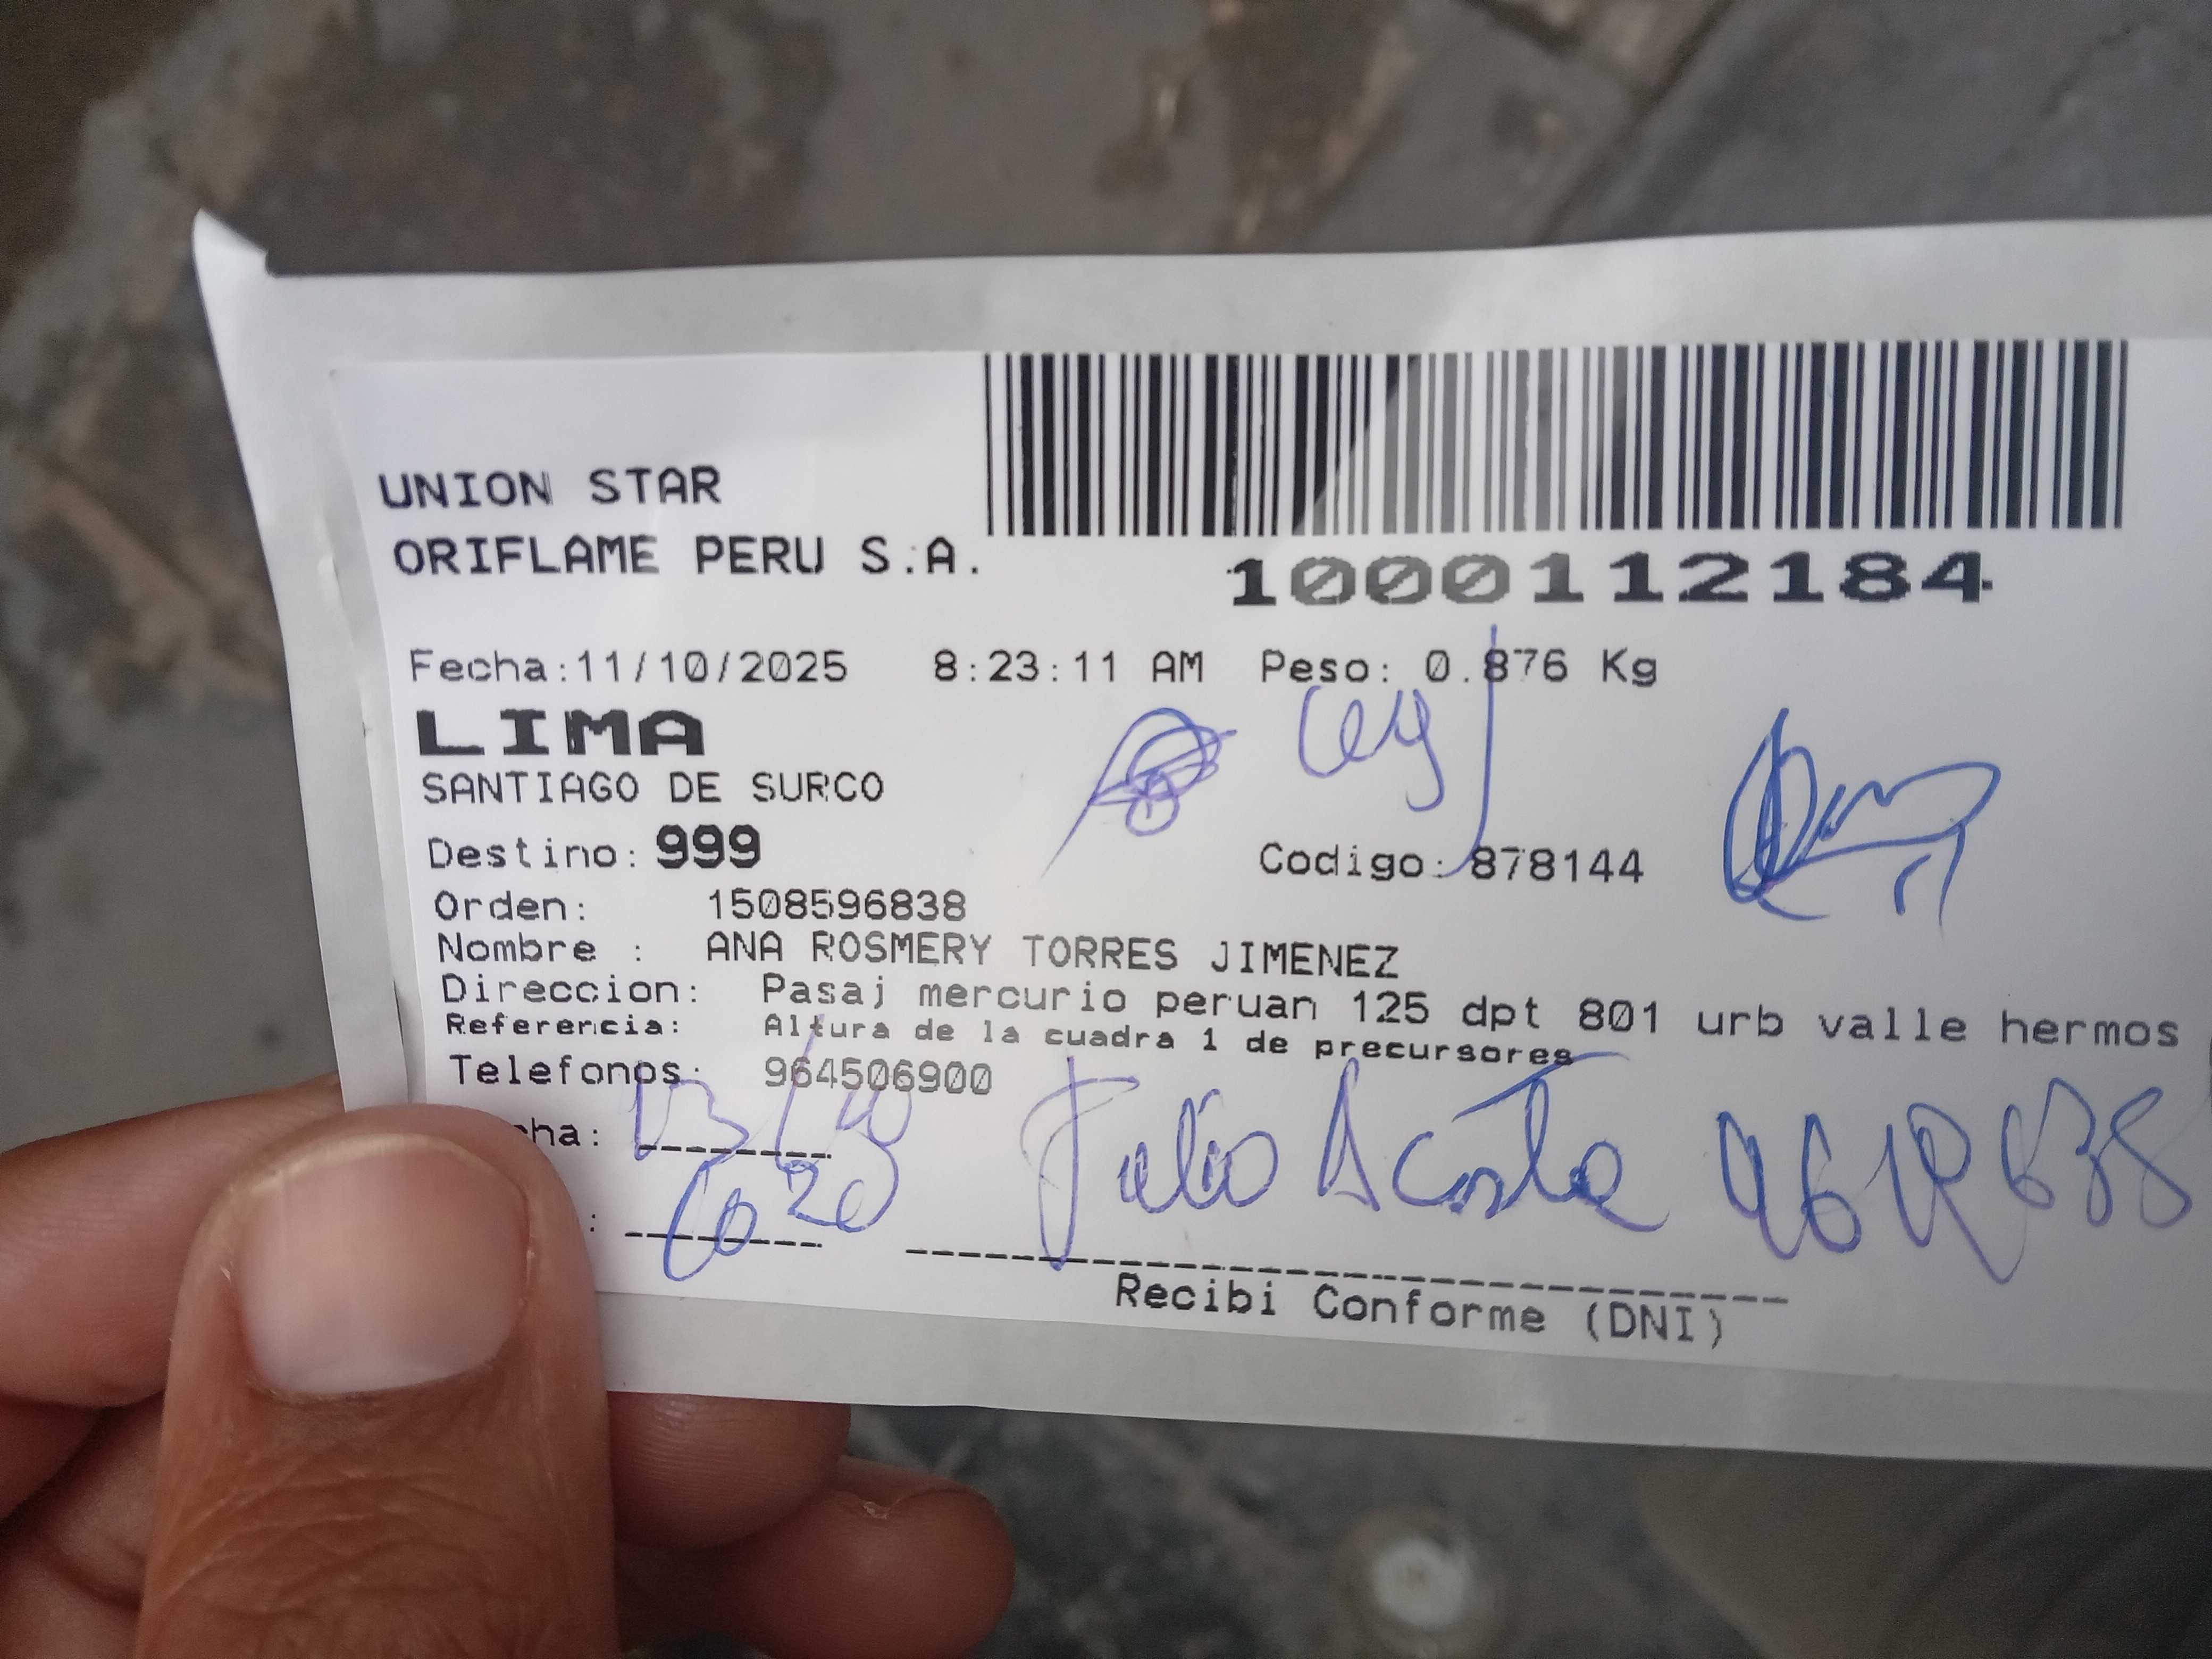 UNION STAR
ORIFLAME PERU S.A.
1000112184
Fecha:11/10/2025 8:23:11 AM Peso: 0.876 Kg
LIMA
SANTIAGO DE SURCO
Destino: 999
Codigo: 878144
Orden: 1508596838
Nombre : ANA ROSMERY TORRES JIMENEZ
Direccion: Pasaj mercurio peruan 125 dpt 801 urb valle hermos
Referencia: Altura de la cuadra 1 de precursores
Telefonos: 964506900
13/10
Julio Acosta
Recibi Conforme (DNI)